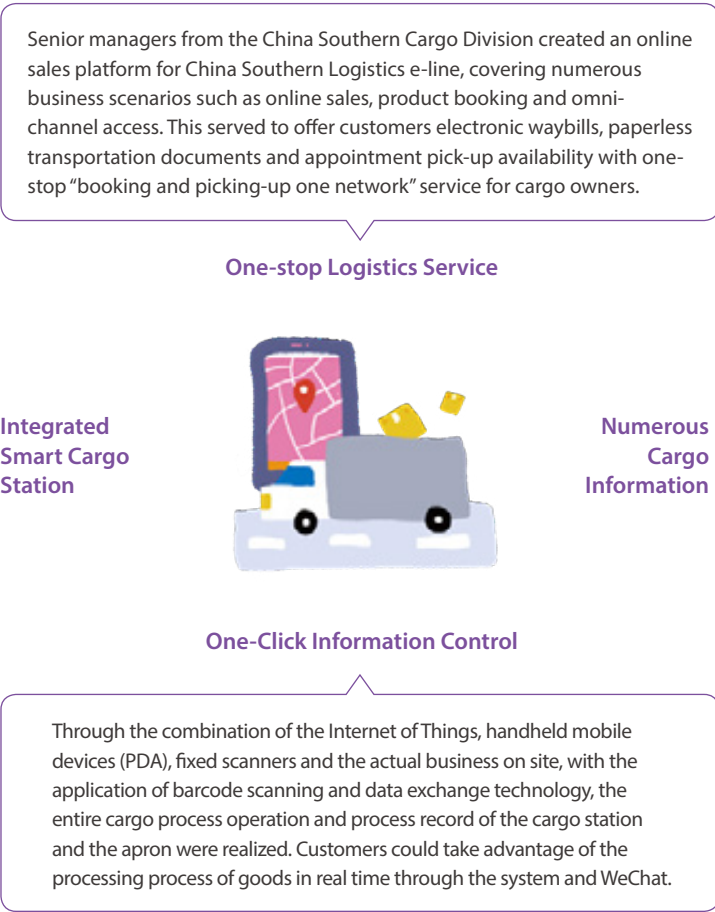 Senior managers from the China Southern Cargo Division created an online
sales platform for China Southern Logistics e-line, covering numerous
business scenarios such as online sales, product booking and omni-
channel access. This served to offer customers electronic waybills, paperless
transportation documents and appointment pick-up availability with one-
stop “booking and picking-up one network” service for cargo owners.
One-stop Logistics Service
Integrated
Smart Cargo
Station
Numerous
Cargo
Information
One-Click Information Control
Through the combination of the Internet of Things, handheld mobile
devices (PDA), fixed scanners and the actual business on site, with the
application of barcode scanning and data exchange technology, the
entire cargo process operation and process record of the cargo station
and the apron were realized. Customers could take advantage of the
processing process of goods in real time through the system and WeChat.